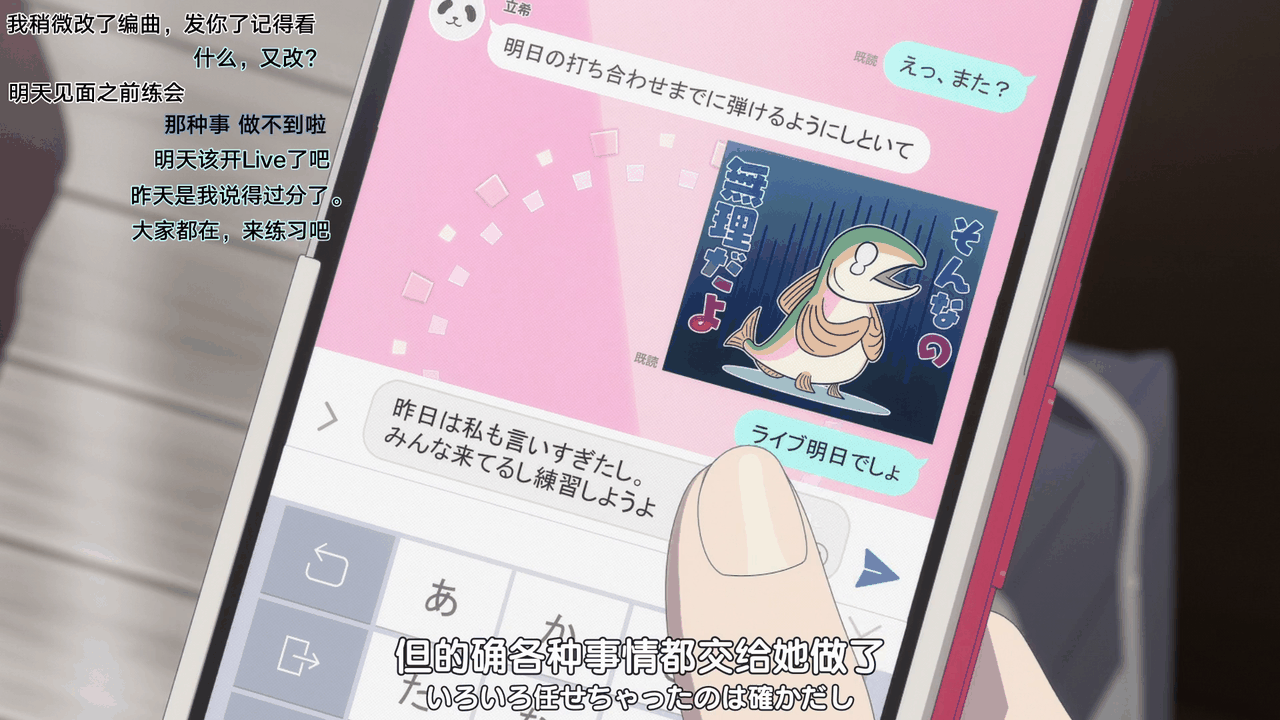 我稍微改了编曲，发你了记得看
什么，又改？
明天见面之前练会
那种事 做不到啦
明天该开Live了吧
昨天是我说得过分了。
大家都在，来练习吧
立希
既読
えっ、また？
明日の打ち合わせまでに弾けるようにしといて
そんなの
無理だよ
既読
ライブ明日でしょ
昨日は私も言いすぎたし。
みんな来てるし練習しようよ
あ
か
た
但的确各种事情都交给她做了
いろいろ任せちゃったのは確かだし